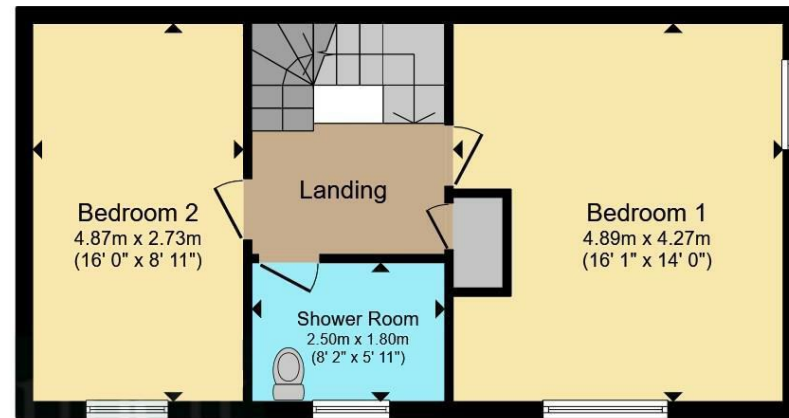 Landing
Bedroom 2
4.87m x 2.73m
(16' 0" x 8' 11")
Bedroom 1
4.89m x 4.27m
(16' 1" x 14' 0")
Shower Room
2.50m x 1.80m
(8' 2" x 5' 11")